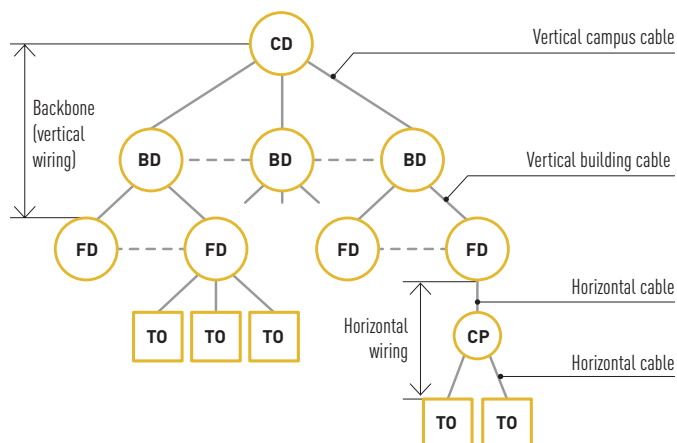 CD
Vertical campus cable
Backbone
(vertical
wiring)
BD
BD
BD
Vertical building cable
FD
FD
FD
FD
Horizontal cable
TO
TO
TO
Horizontal
wiring
CP
Horizontal cable
TO
TO